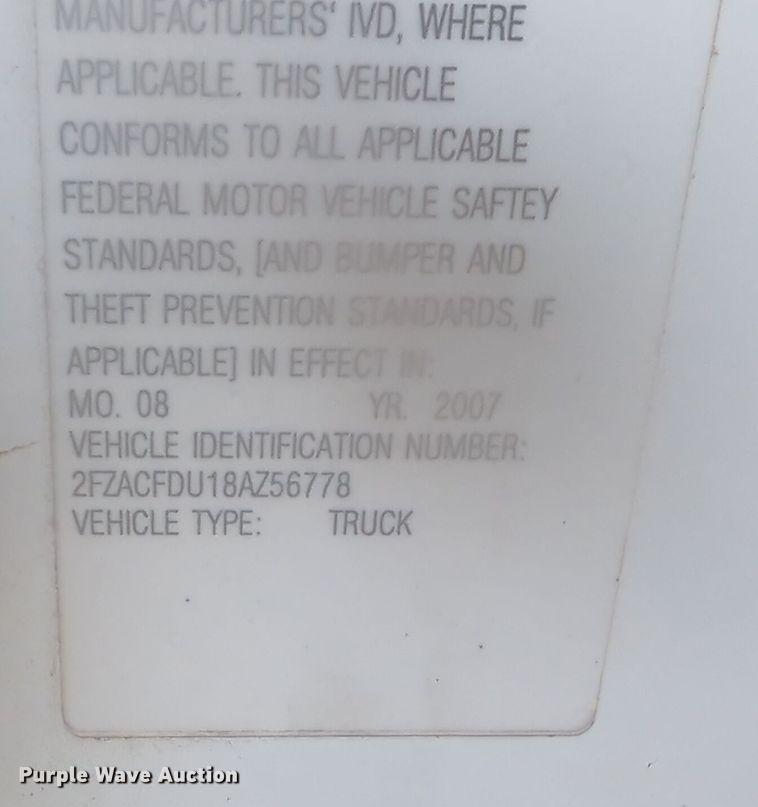 MANUFACTURERS' IVD, WHERE
APPLICABLE. THIS VEHICLE
CONFORMS TO ALL APPLICABLE
FEDERAL MOTOR VEHICLE SAFTEY
STANDARDS, [AND BUMPER AND
THEFT PREVENTION STANDARDS, IF
APPLICABLE] IN EFFECT IN:
MO. 08 YR. 2007
VEHICLE IDENTIFICATION NUMBER:
2FZACFDU18AZ56778
VEHICLE TYPE: TRUCK
Purple Wave Auction